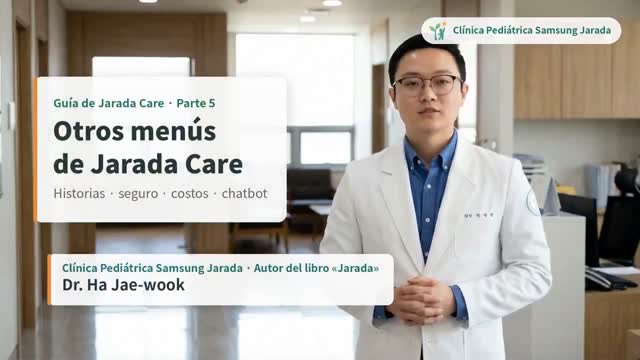 Clínica Pediátrica Samsung Jarada
Guía de Jarada Care · Parte 5
Otros menús
de Jarada Care
Historias · seguro · costos · chatbot
Clínica Pediátrica Samsung Jarada · Autor del libro «Jarada»
Dr. Ha Jae-wook